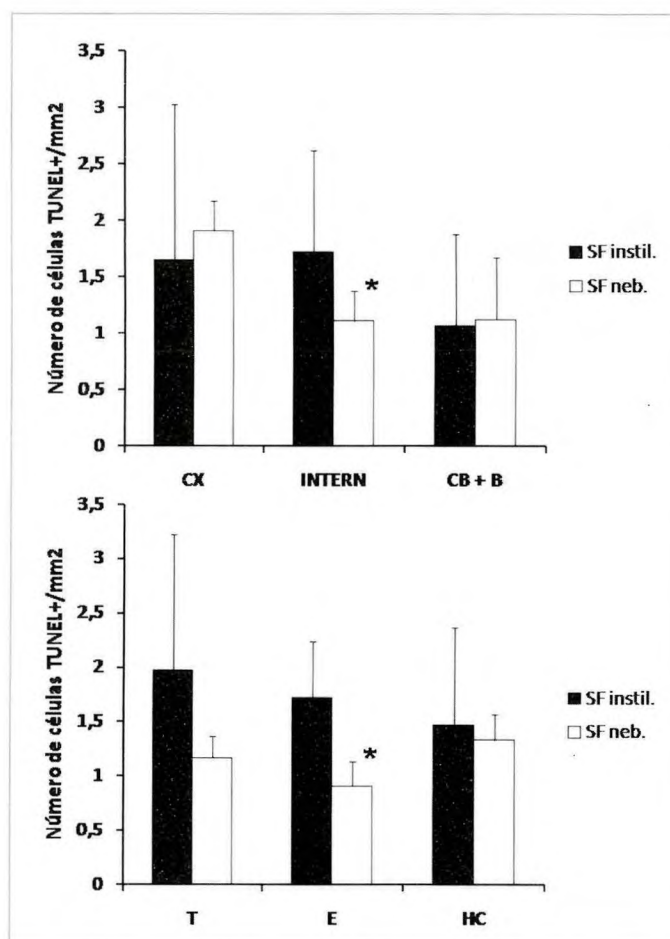 Número de células TUNEL+/mm2
3,5
3
2,5
2
1,5
1
0,5
0
*
SF instil.
SF neb.
CX INTERN CB + B
Número de células TUNEL+/mm2
3,5
3
2,5
2
1,5
1
0,5
0
*
SF instil.
SF neb.
T E HC